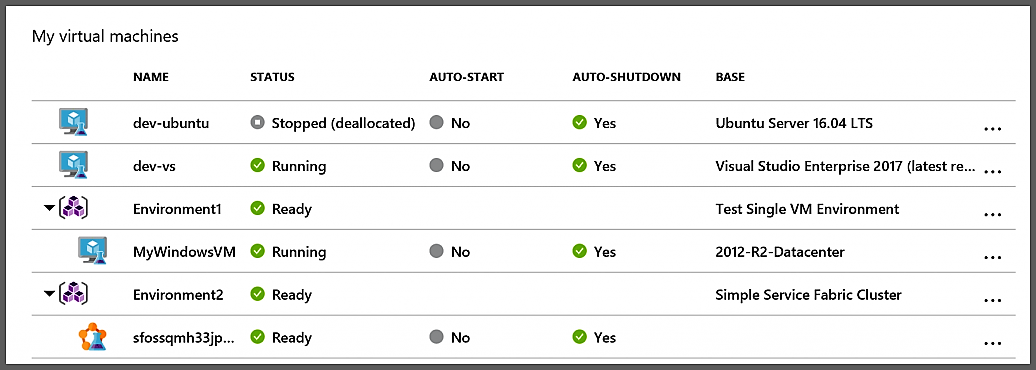 My virtual machines
NAME STATUS AUTO-START AUTO-SHUTDOWN BASE
dev-ubuntu Stopped (deallocated) No Yes Ubuntu Server 16.04 LTS ...
dev-vs Running No Yes Visual Studio Enterprise 2017 (latest re... ...
Environment1 Ready Test Single VM Environment ...
MyWindowsVM Running No Yes 2012-R2-Datacenter ...
Environment2 Ready Simple Service Fabric Cluster ...
sfossqmh33jp... Ready No Yes ...